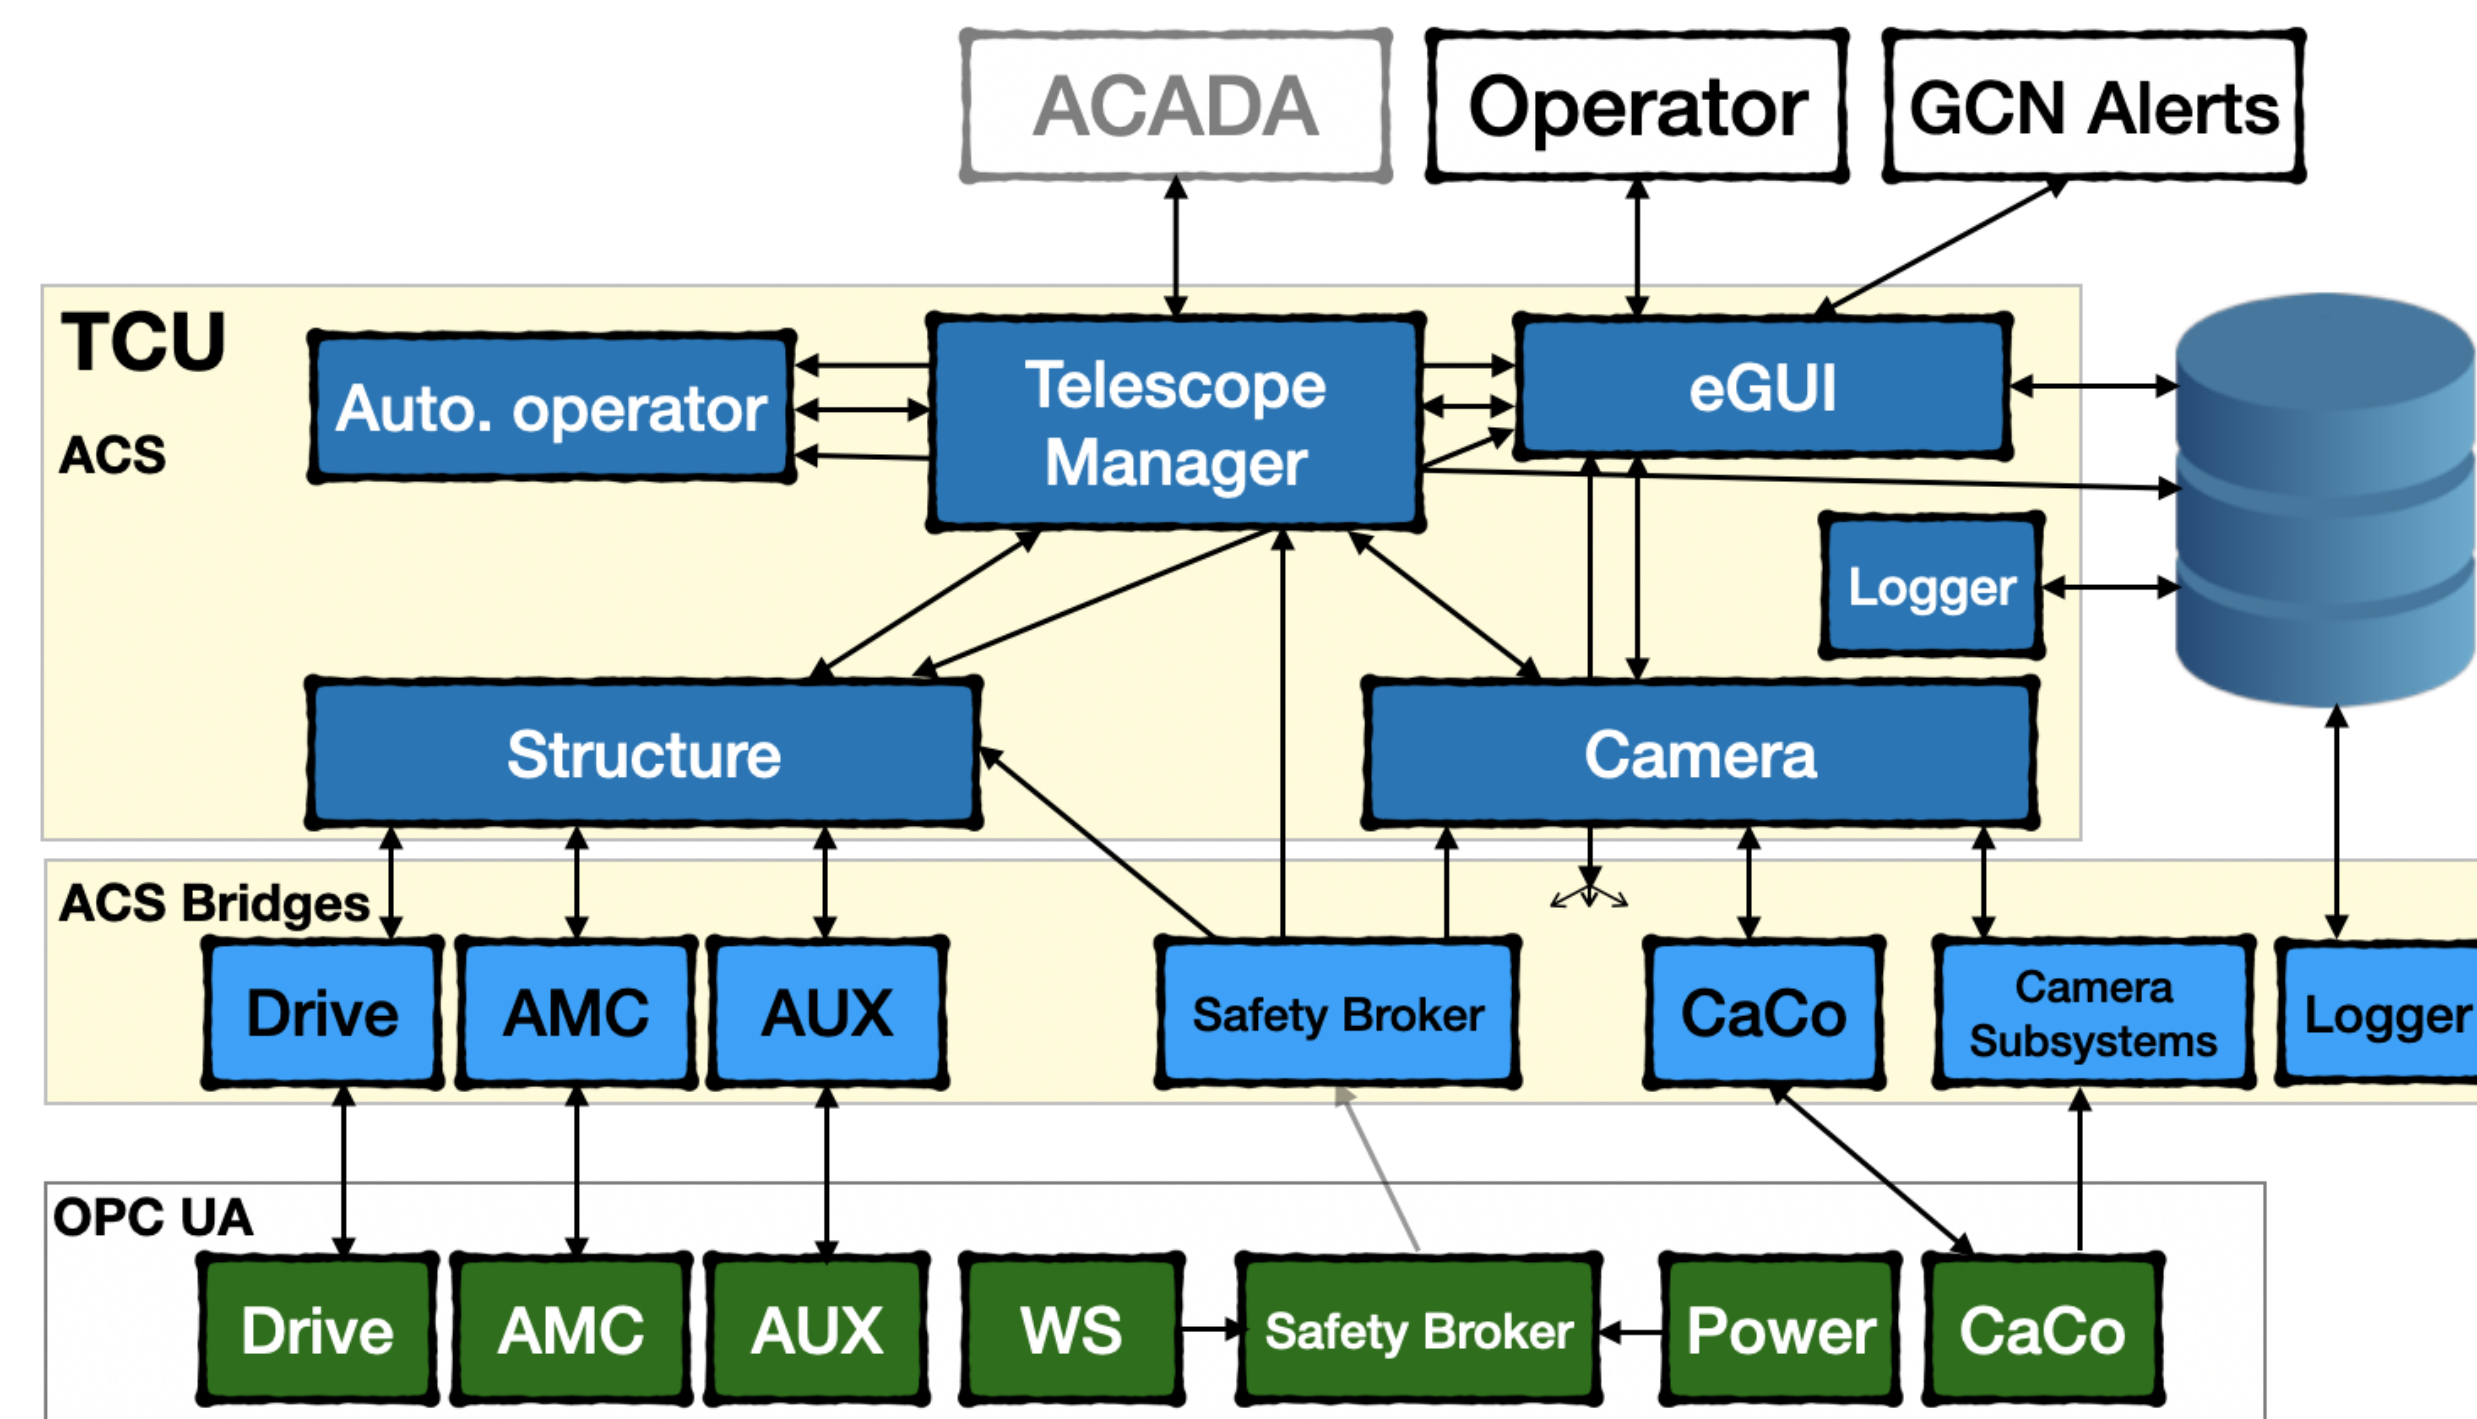 ACADA
Operator
GCN Alerts
TCU
ACS
Auto. operator
Telescope
Manager
eGUI
Logger
Structure
Camera
ACS Bridges
Drive
AMC
AUX
Safety Broker
CaCo
Camera
Subsystems
Logger
OPC UA
Drive
AMC
AUX
WS
Safety Broker
Power
CaCo